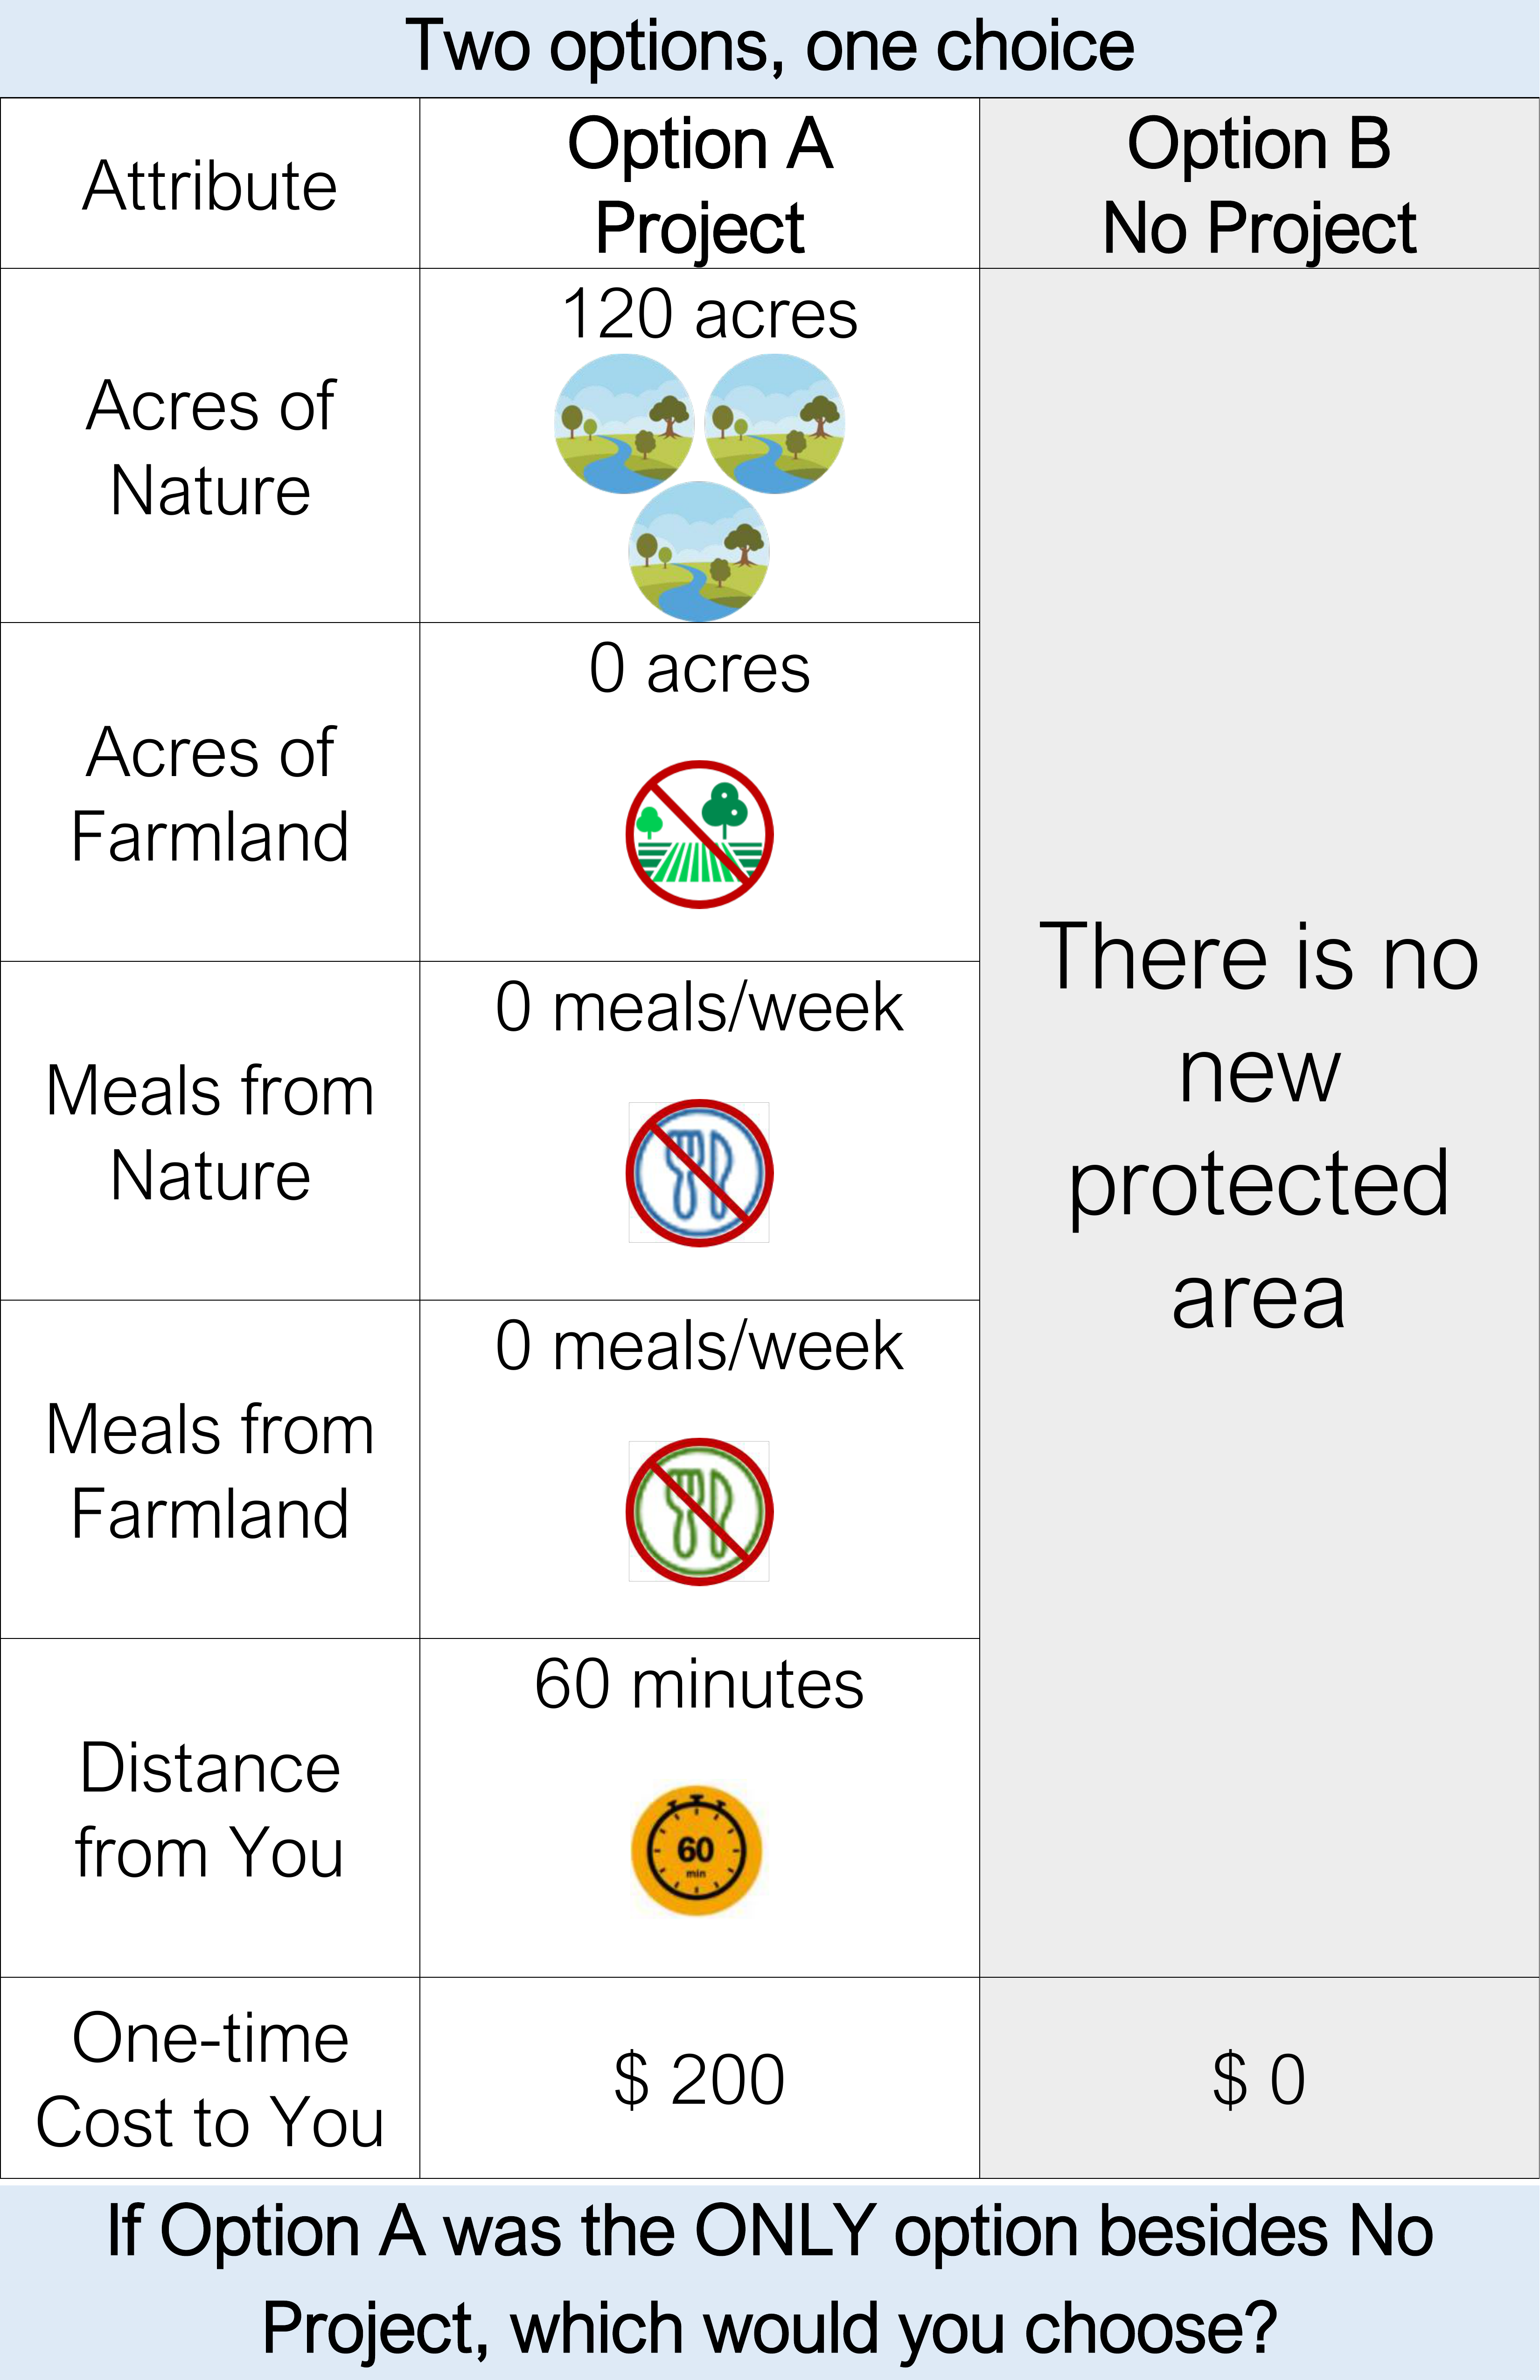 Two options, one choice
Attribute
Option A
Project
Option B
No Project
Acres of
Nature
120 acres
Acres of
Farmland
0 acres
Meals from
Nature
0 meals/week
Meals from
Farmland
0 meals/week
Distance
from You
60 minutes
60
min
There is no
new
protected
area
One-time
Cost to You
$ 200
$ 0
If Option A was the ONLY option besides No
Project, which would you choose?